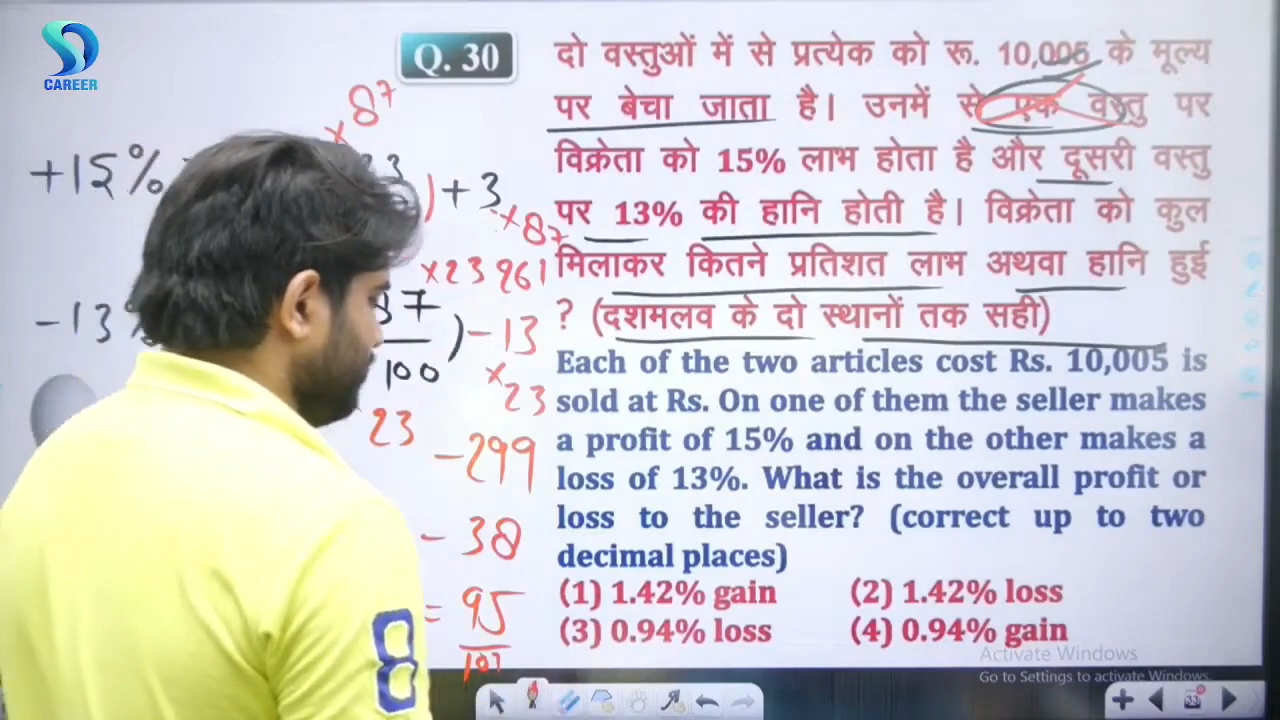 CAREER
Q. 30
दो वस्तुओं में से प्रत्येक को रू. 10,005 के मूल्य
पर बेचा जाता है। उनमें से एक वस्तु पर
विक्रेता को 15% लाभ होता है और दूसरी वस्तु
पर 13% की हानि होती है। विक्रेता को कुल
मिलाकर कितने प्रतिशत लाभ अथवा हानि हुई
? (दशमलव के दो स्थानों तक सही)
Each of the two articles cost Rs. 10,005 is
sold at Rs. On one of them the seller makes
a profit of 15% and on the other makes a
loss of 13%. What is the overall profit or
loss to the seller? (correct up to two
decimal places)
(1) 1.42% gain (2) 1.42% loss
(3) 0.94% loss (4) 0.94% gain
×87
+15%
) +3
×87
×23 261
-13
) -13
100
×23
23
-299
- 38
= 95
Activate Windows
Go to Settings to activate Windows.
33